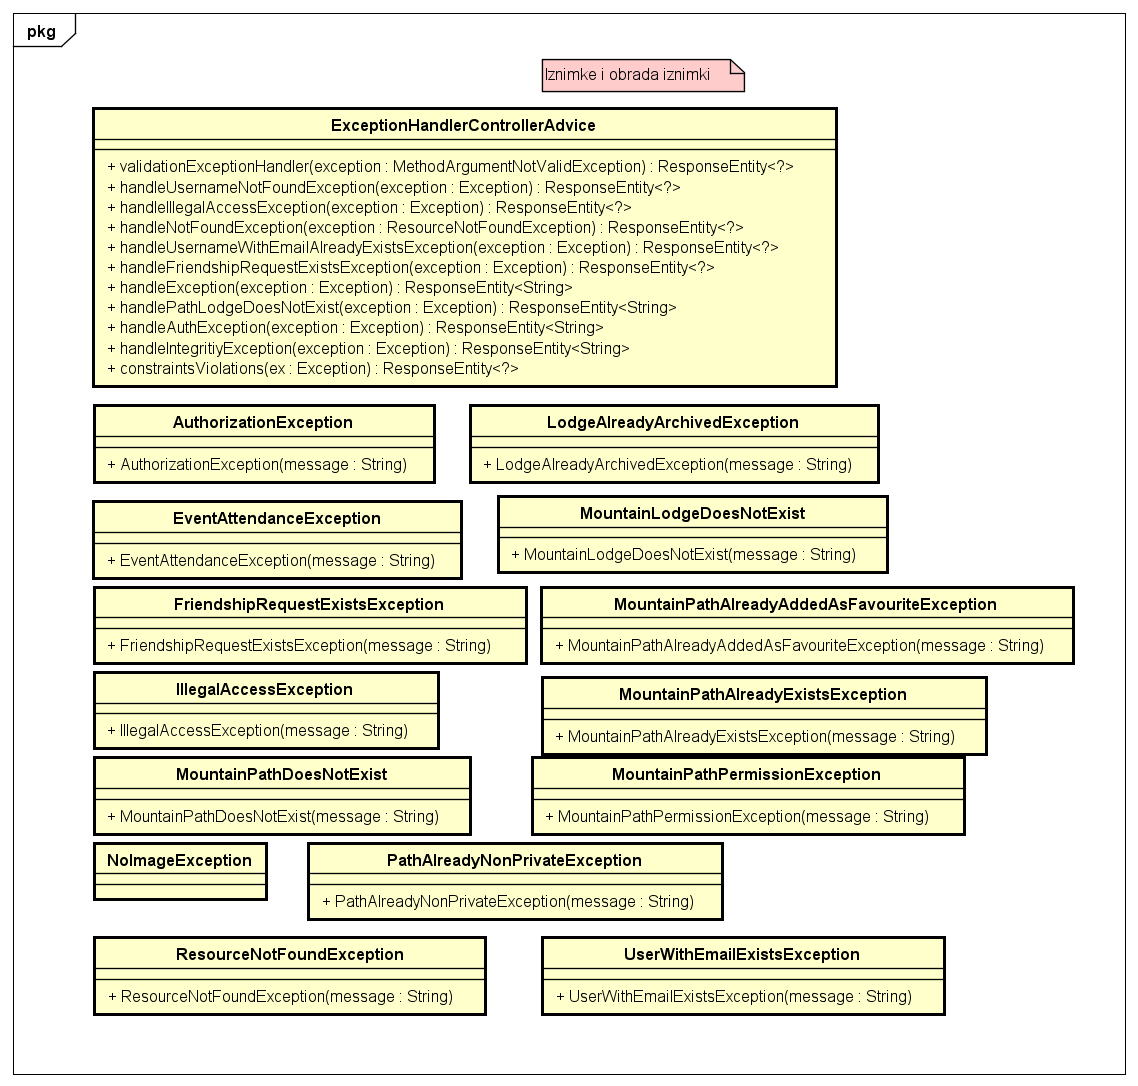 pkg
Iznimke i obrada iznimki
ExceptionHandlerControllerAdvice
+ validationExceptionHandler(exception : MethodArgumentNotValidException) : ResponseEntity<?>
+ handleUsernameNotFoundException(exception : Exception) : ResponseEntity<?>
+ handleIllegalAccessException(exception : Exception) : ResponseEntity<?>
+ handleNotFoundException(exception : ResourceNotFoundException) : ResponseEntity<?>
+ handleUsernameWithEmailAlreadyExistsException(exception : Exception) : ResponseEntity<?>
+ handleFriendshipRequestExistsException(exception : Exception) : ResponseEntity<?>
+ handleException(exception : Exception) : ResponseEntity<String>
+ handlePathLodgeDoesNotExist(exception : Exception) : ResponseEntity<String>
+ handleAuthException(exception : Exception) : ResponseEntity<String>
+ handleIntegritiyException(exception : Exception) : ResponseEntity<String>
+ constraintsViolations(ex : Exception) : ResponseEntity<?>
AuthorizationException
+ AuthorizationException(message : String)
LodgeAlreadyArchivedException
+ LodgeAlreadyArchivedException(message : String)
EventAttendanceException
+ EventAttendanceException(message : String)
MountainLodgeDoesNotExist
+ MountainLodgeDoesNotExist(message : String)
FriendshipRequestExistsException
+ FriendshipRequestExistsException(message : String)
MountainPathAlreadyAddedAsFavouriteException
+ MountainPathAlreadyAddedAsFavouriteException(message : String)
IllegalAccessException
+ IllegalAccessException(message : String)
MountainPathAlreadyExistsException
+ MountainPathAlreadyExistsException(message : String)
MountainPathDoesNotExist
+ MountainPathDoesNotExist(message : String)
MountainPathPermissionException
+ MountainPathPermissionException(message : String)
NoImageException
PathAlreadyNonPrivateException
+ PathAlreadyNonPrivateException(message : String)
ResourceNotFoundException
+ ResourceNotFoundException(message : String)
UserWithEmailExistsException
+ UserWithEmailExistsException(message : String)